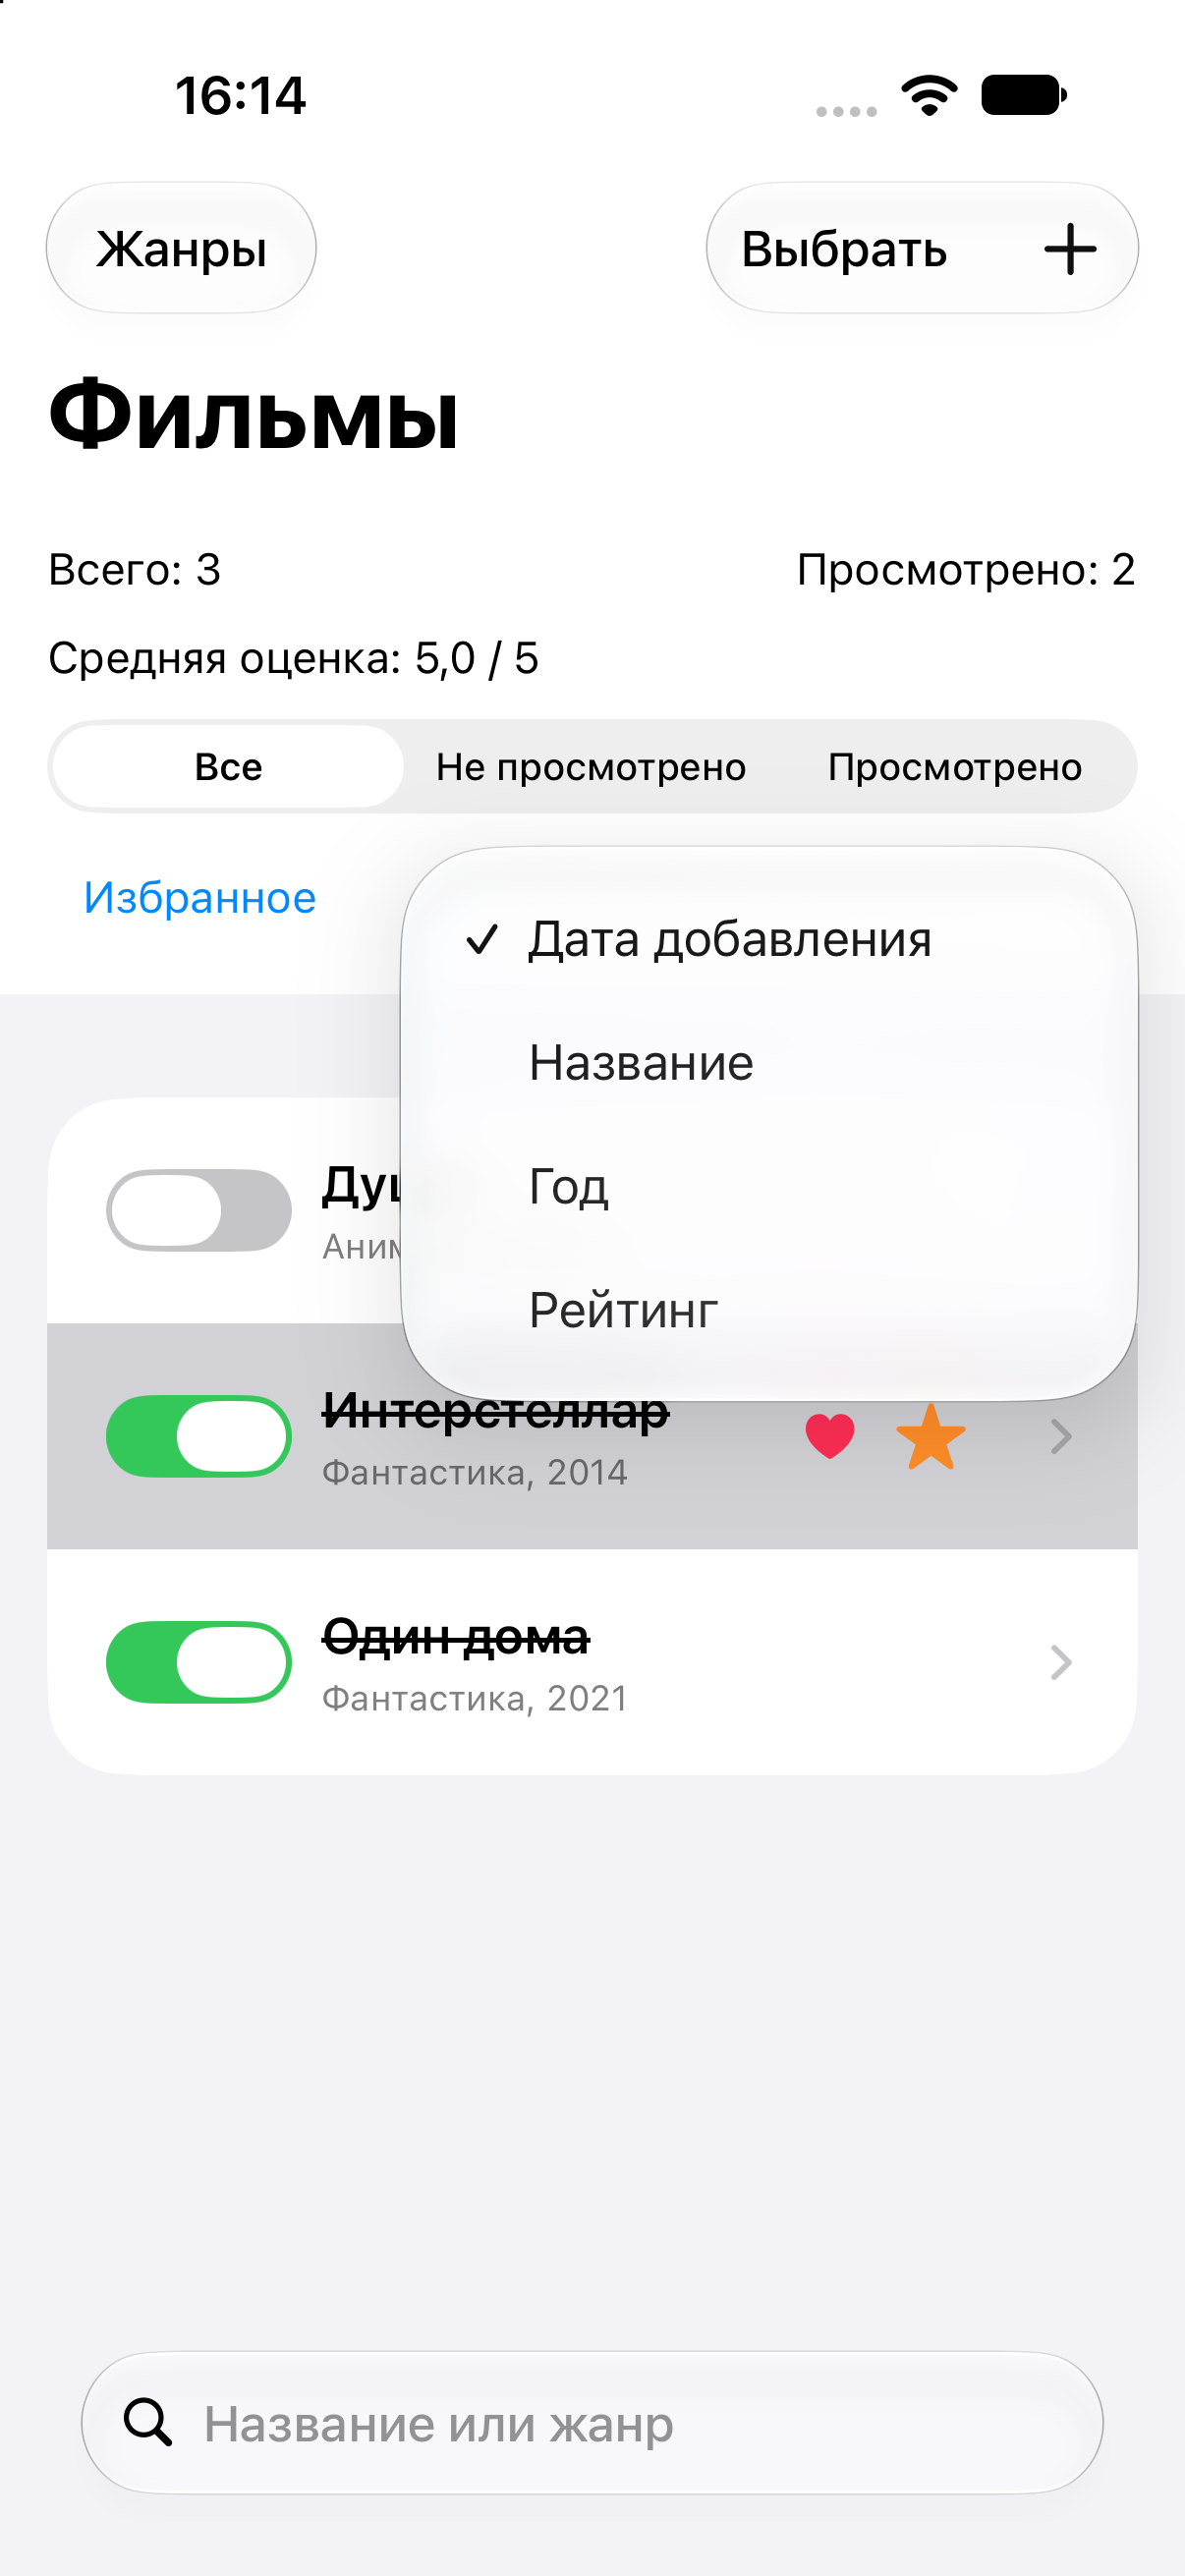 16:14
Жанры
Выбрать
Фильмы
Всего: 3
Просмотрено: 2
Средняя оценка: 5,0 / 5
Все
Не просмотрено
Просмотрено
Избранное
Дата добавления
Название
Год
Рейтинг
Интерстеллар
Фантастика, 2014
Один дома
Фантастика, 2021
Название или жанр